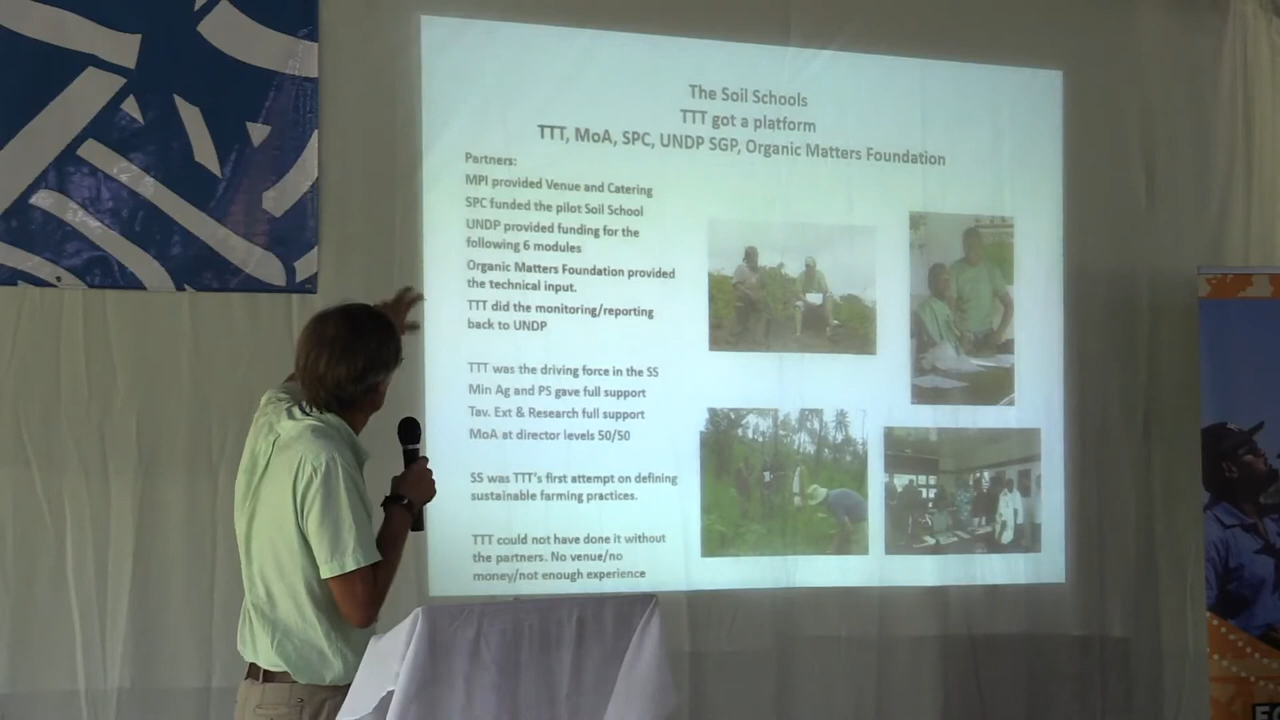 The Soil Schools
TTT got a platform
TTT, MoA, SPC, UNDP SGP, Organic Matters Foundation
Partners:
MPI provided Venue and Catering
SPC funded the pilot Soil School
UNDP provided funding for the
following 6 modules
Organic Matters Foundation provided
the technical input.
TTT did the monitoring/reporting
back to UNDP
TTT was the driving force in the SS
Min Ag and PS gave full support
Tav. Ext & Research full support
MoA at director levels 50/50
SS was TTT's first attempt on defining
sustainable farming practices.
TTT could not have done it without
the partners. No venue/no
money/not enough experience